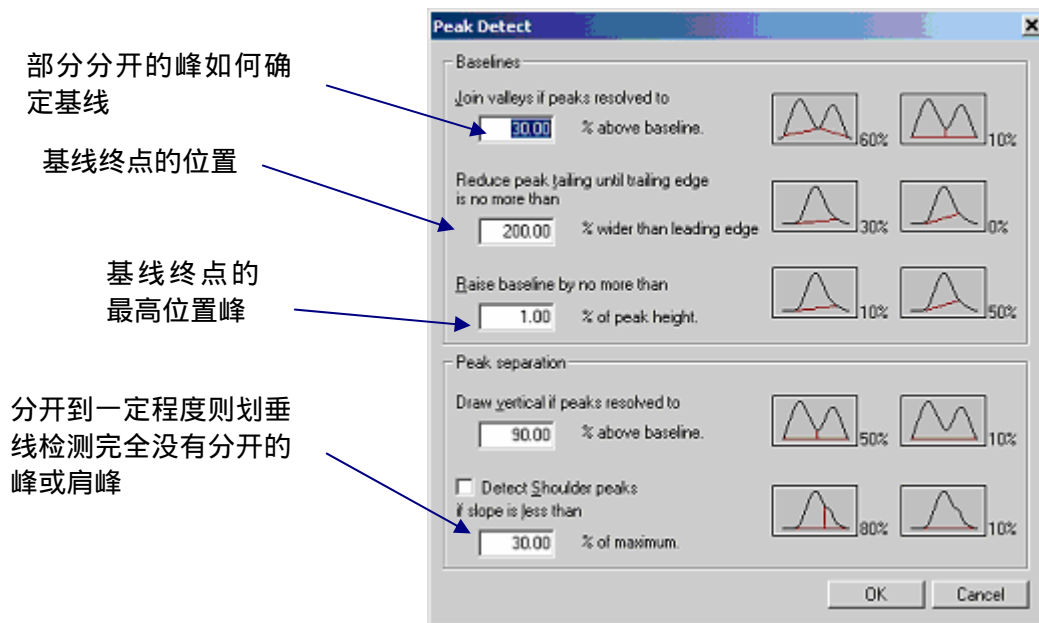 Peak Detect
部分分开的峰如何确
定基线
基线终点的位置
基线终点的
最高位置峰
分开到一定程度则划垂
线检测完全没有分开的
峰或肩峰
Baselines
Join valleys if peaks resolved to
30.00 % above baseline.
60% 10%
Reduce peak tailing until trailing edge
is no more than
200.00 % wider than leading edge
30% 0%
Raise baseline by no more than
1.00 % of peak height.
10% 50%
Peak separation
Draw vertical if peaks resolved to
90.00 % above baseline.
50% 10%
Detect Shoulder peaks
if slope is less than
30.00 % of maximum.
80% 10%
OK Cancel